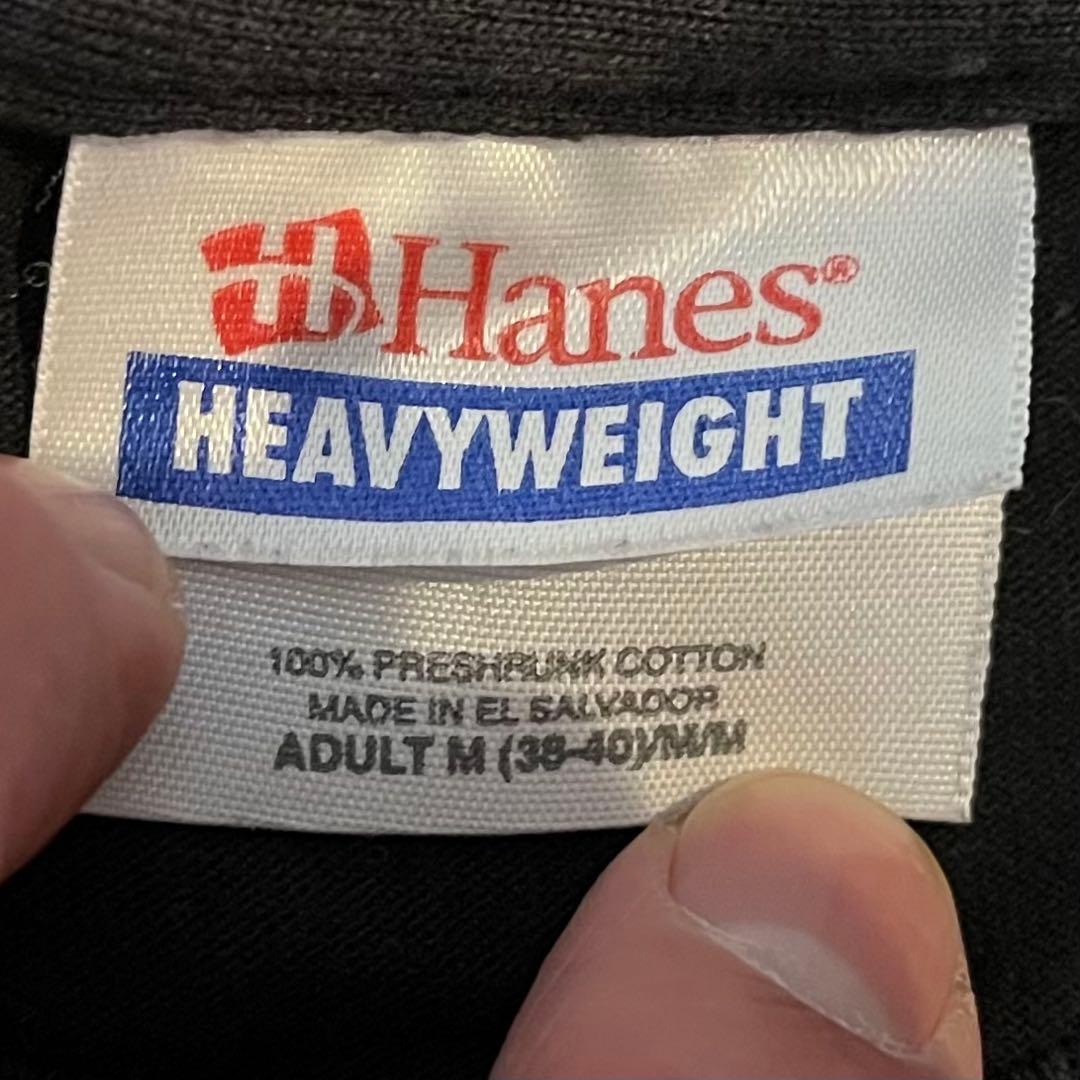 Hanes®
HEAVYWEIGHT
100% PRESHRUNK COTTON
MADE IN EL SALVADOR
ADULT M (38-40)/M/M